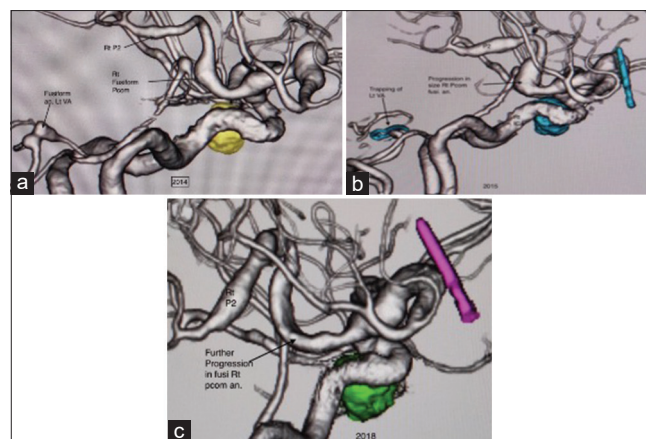 Rt P2
Rt
Fusiform
Pcom
Fusiform
an. Lt VA
2014
a
P2
Progression in
size Rt Pcom
fusi. an.
Trapping of
Lt VA
2015
b
Rt
P2
Further
Progression
in fusi Rt
pcom an.
2018
c